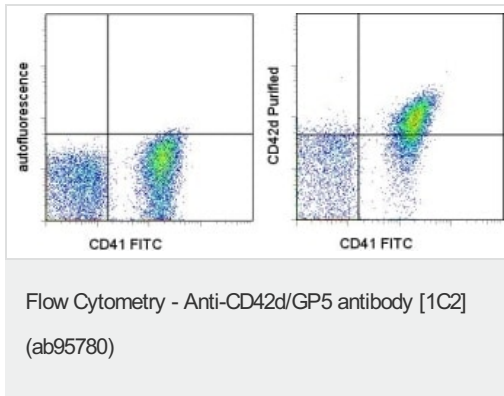 autofluorescence
CD41 FITC
CD42d Purified
CD41 FITC
Flow Cytometry - Anti-CD42d/GP5 antibody [1C2]
(ab95780)